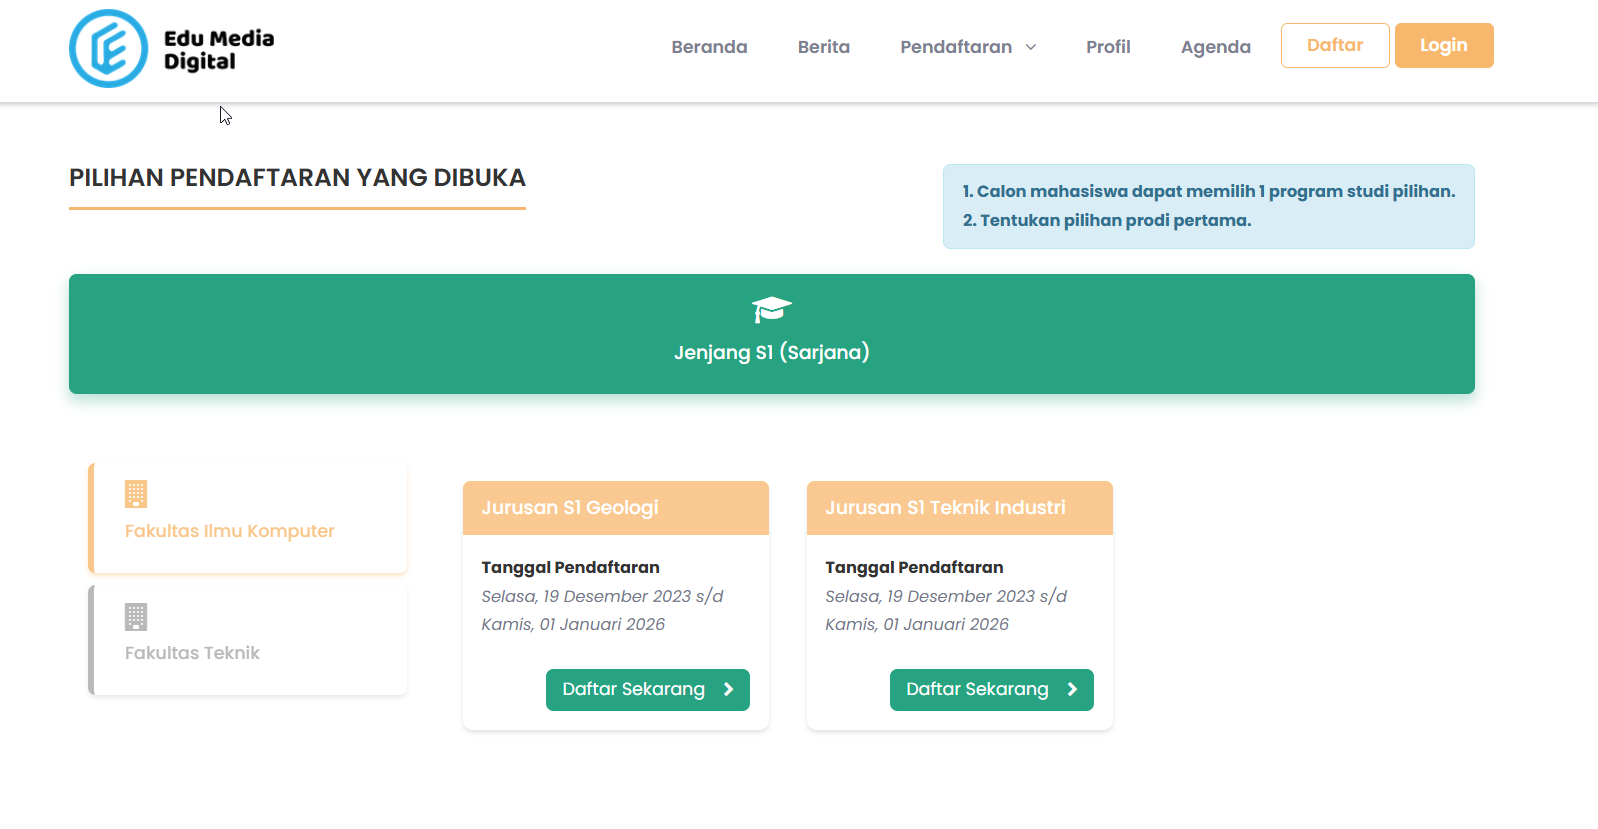 Edu Media
Digital
Beranda
Berita
Pendaftaran
Profil
Agenda
Daftar
Login
PILIHAN PENDAFTARAN YANG DIBUKA
1. Calon mahasiswa dapat memilih 1 program studi pilihan.
2. Tentukan pilihan prodi pertama.
Jenjang S1 (Sarjana)
Fakultas Ilmu Komputer
Fakultas Teknik
Jurusan S1 Geologi
Tanggal Pendaftaran
Selasa, 19 Desember 2023 s/d
Kamis, 01 Januari 2026
Daftar Sekarang
Jurusan S1 Teknik Industri
Tanggal Pendaftaran
Selasa, 19 Desember 2023 s/d
Kamis, 01 Januari 2026
Daftar Sekarang